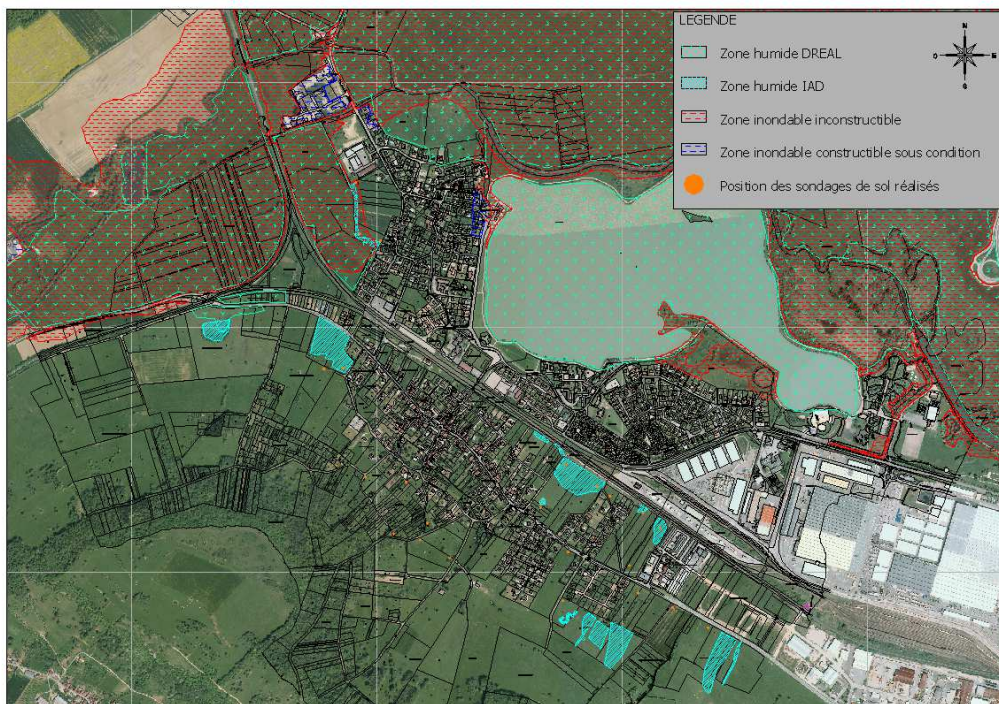 LEGENDE
N
Zone humide DREAL
O
E
Zone humide IAD
S
Zone inondable inconstructible
Zone inondable constructible sous condition
Position des sondages de sol réalisés